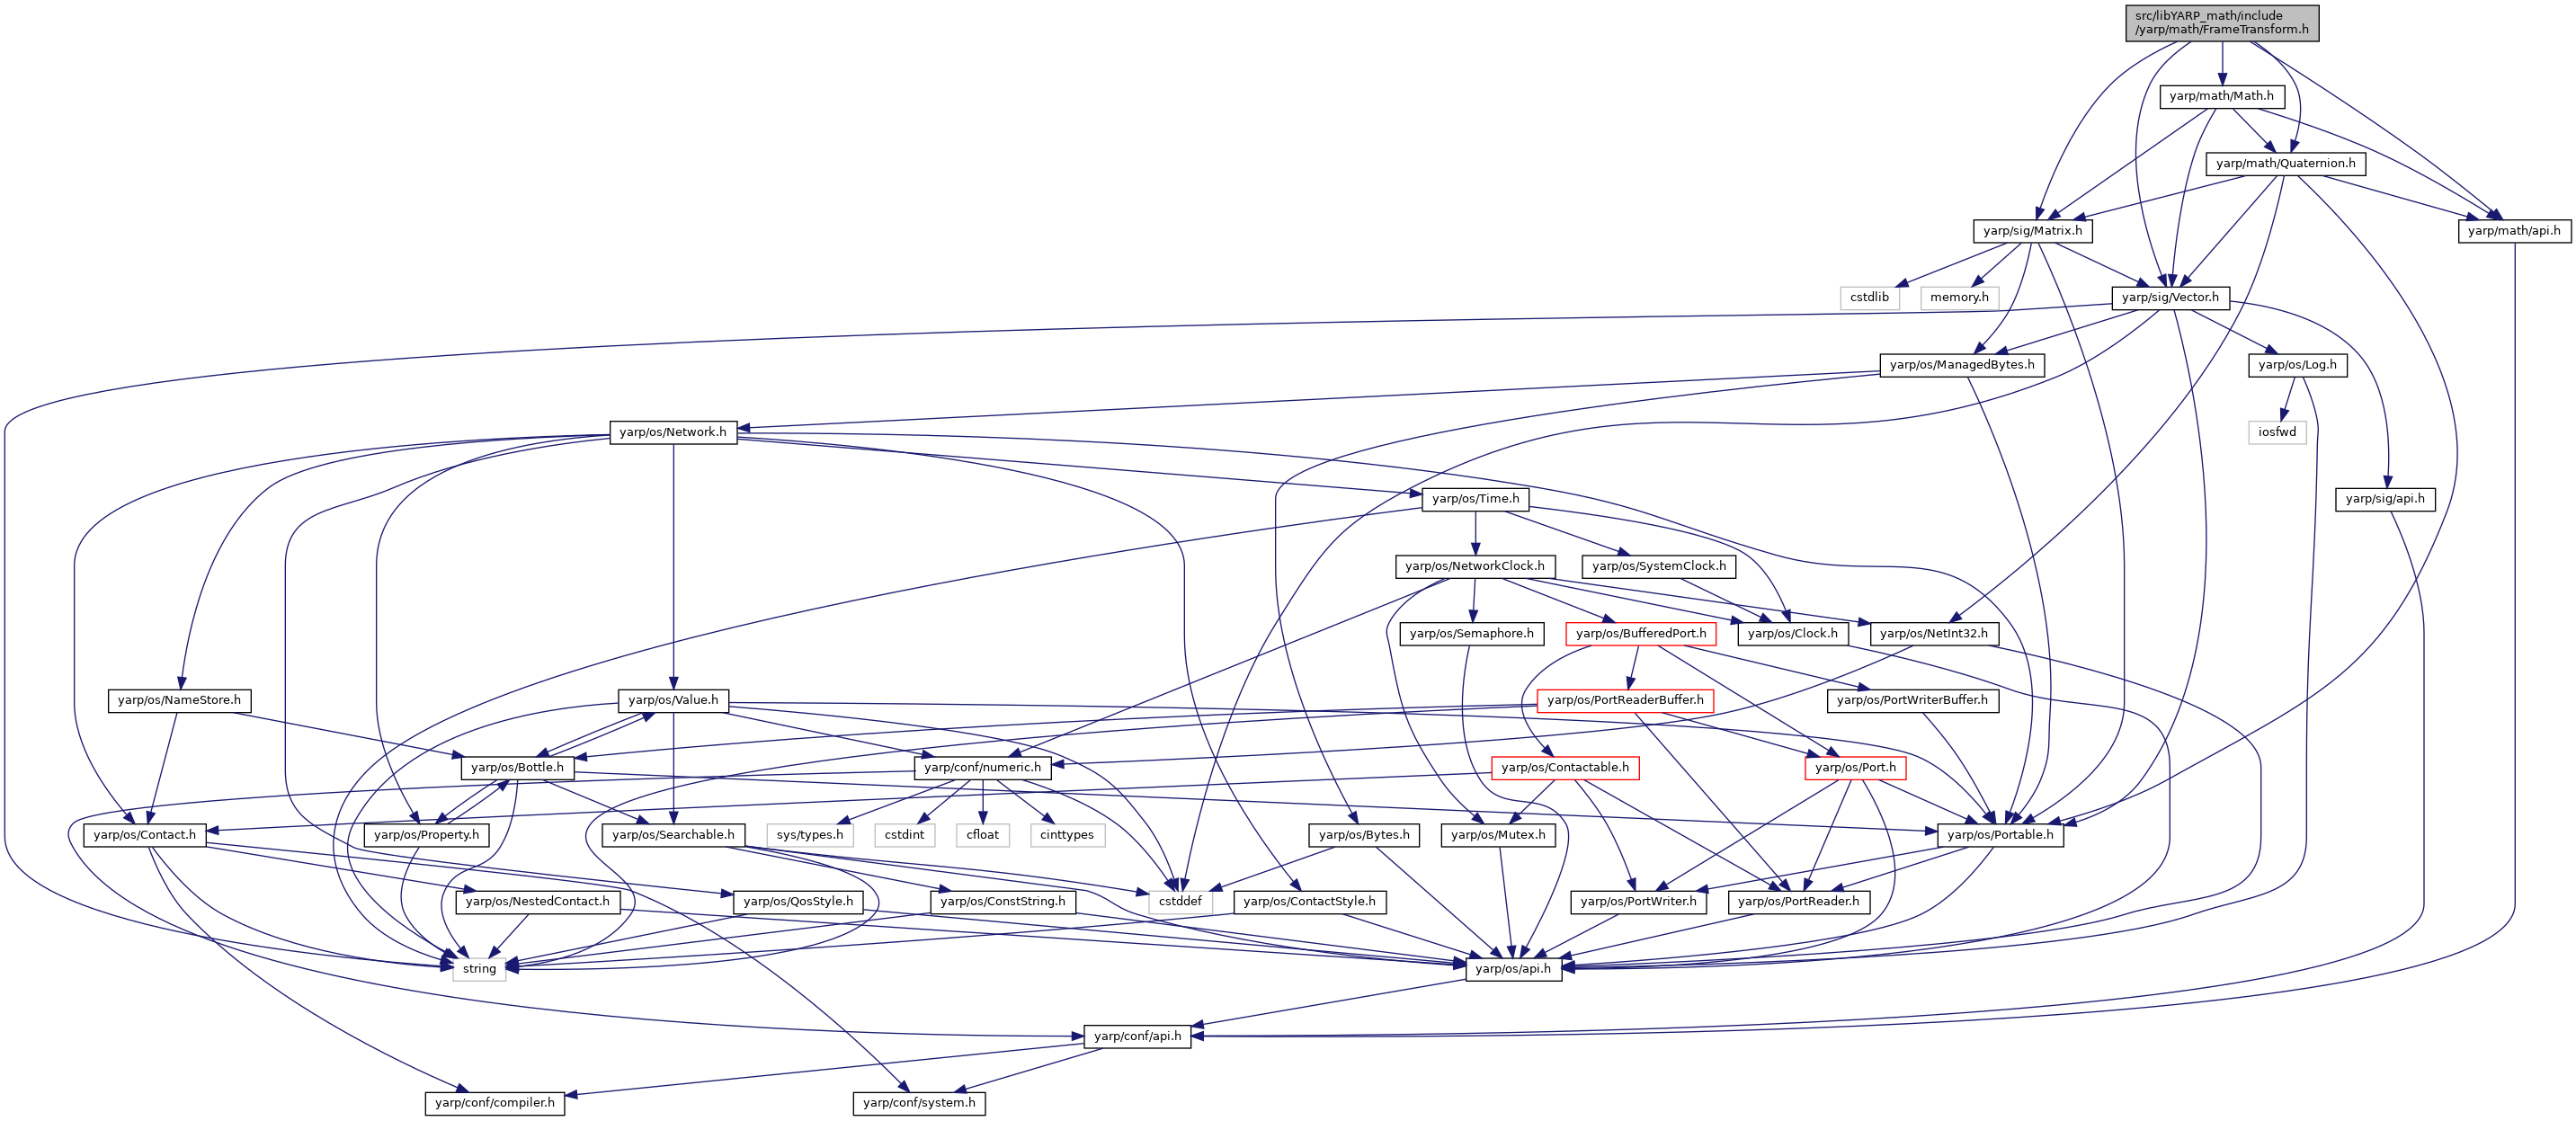 src/libYARP_math/include
/yarp/math/FrameTransform.h
yarp/math/Math.h
yarp/math/Quaternion.h
yarp/sig/Matrix.h
yarp/math/api.h
cstdlib
memory.h
yarp/sig/Vector.h
yarp/os/ManagedBytes.h
yarp/os/Log.h
yarp/os/Network.h
iosfwd
yarp/os/Time.h
yarp/sig/api.h
yarp/os/NetworkClock.h
yarp/os/SystemClock.h
yarp/os/Semaphore.h
yarp/os/BufferedPort.h
yarp/os/Clock.h
yarp/os/NetInt32.h
yarp/os/NameStore.h
yarp/os/Value.h
yarp/os/PortReaderBuffer.h
yarp/os/PortWriterBuffer.h
yarp/os/Bottle.h
yarp/conf/numeric.h
yarp/os/Contactable.h
yarp/os/Port.h
yarp/os/Contact.h
yarp/os/Property.h
yarp/os/Searchable.h
sys/types.h
cstdint
cfloat
cinttypes
yarp/os/Bytes.h
yarp/os/Mutex.h
yarp/os/Portable.h
yarp/os/NestedContact.h
yarp/os/QosStyle.h
yarp/os/ConstString.h
cstddef
yarp/os/ContactStyle.h
yarp/os/PortWriter.h
yarp/os/PortReader.h
string
yarp/os/api.h
yarp/conf/api.h
yarp/conf/compiler.h
yarp/conf/system.h